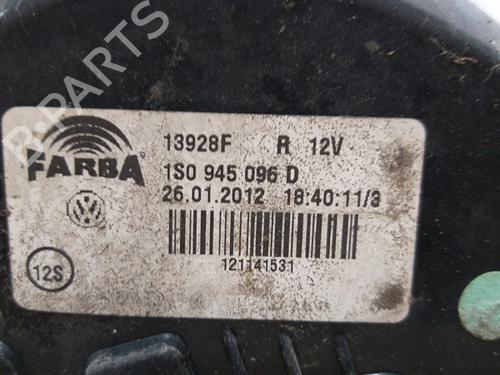 B-PARTS
FARBA
13928F R 12V
1S0 945 096 D
26.01.2012 18:40:11/3
12S
121141531